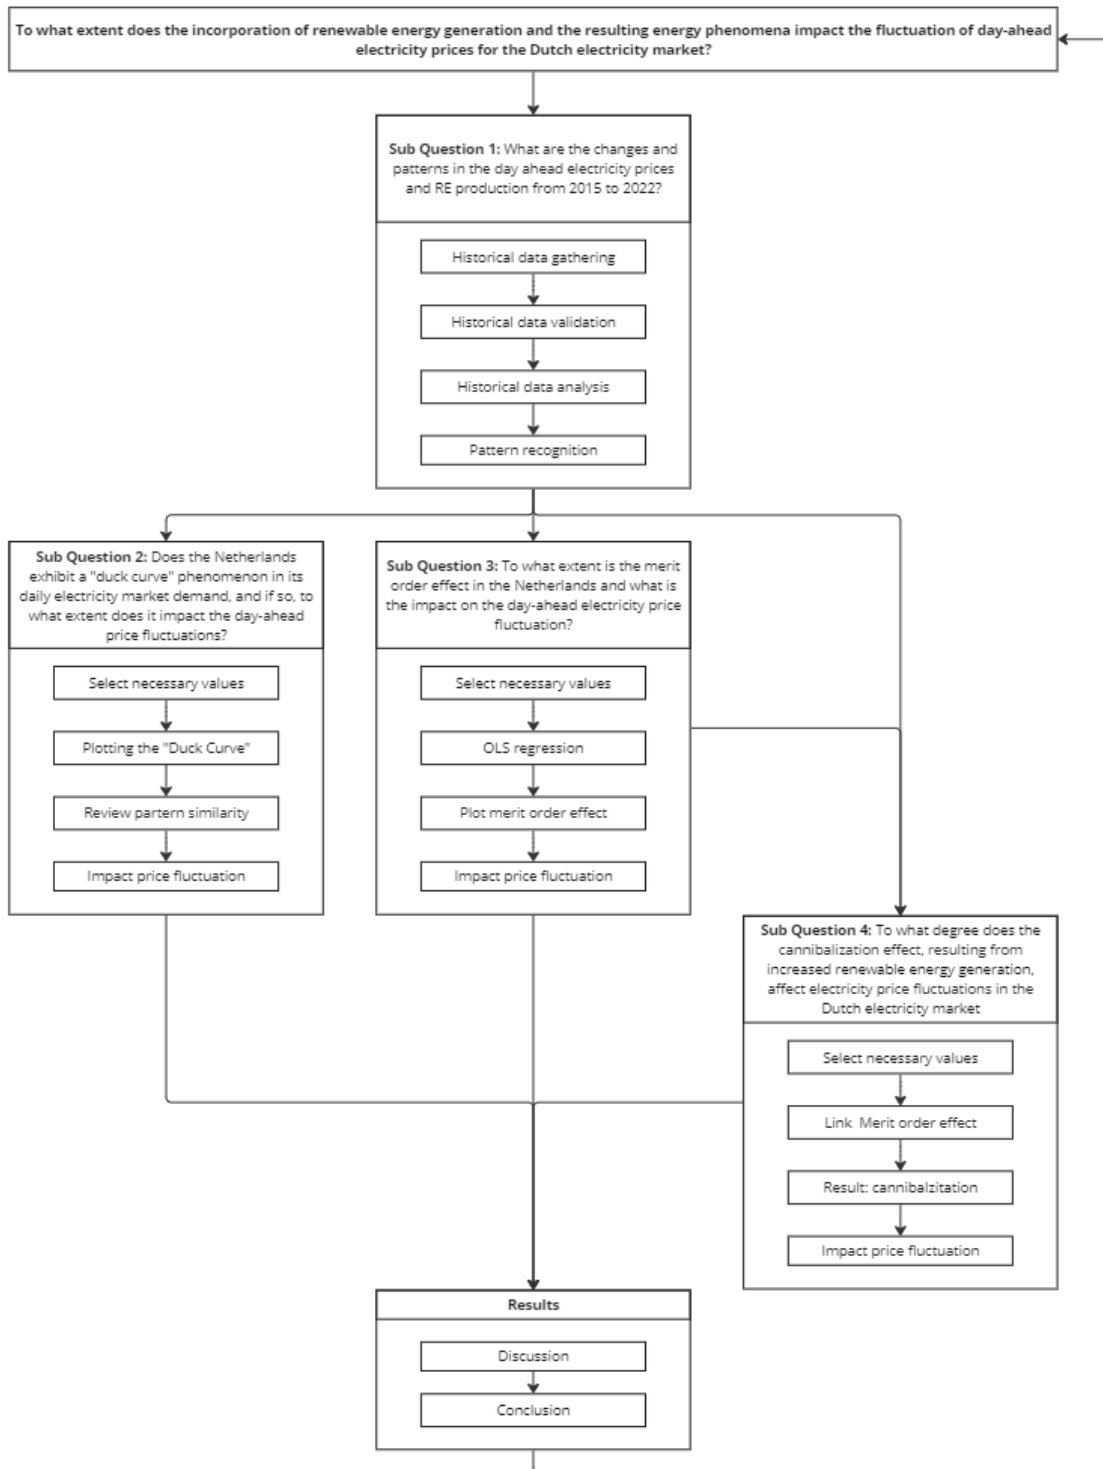 To what extent does the incorporation of renewable energy generation and the resulting energy phenomena impact the fluctuation of day-ahead
electricity prices for the Dutch electricity market?
Sub Question 1: What are the changes and
patterns in the day ahead electricity prices
and RE production from 2015 to 2022?
Historical data gathering
Historical data validation
Historical data analysis
Pattern recognition
Sub Question 2: Does the Netherlands
exhibit a "duck curve" phenomenon in its
daily electricity market demand, and if so, to
what extent does it impact the day-ahead
price fluctuations?
Select necessary values
Plotting the "Duck Curve"
Review partern similarity
Impact price fluctuation
Sub Question 3: To what extent is the merit
order effect in the Netherlands and what is
the impact on the day-ahead electricity price
fluctuation?
Select necessary values
OLS regression
Plot merit order effect
Impact price fluctuation
Sub Question 4: To what degree does the
cannibalization effect, resulting from
increased renewable energy generation,
affect electricity price fluctuations in the
Dutch electricity market
Select necessary values
Link Merit order effect
Result: cannibalzitation
Impact price fluctuation
Results
Discussion
Conclusion